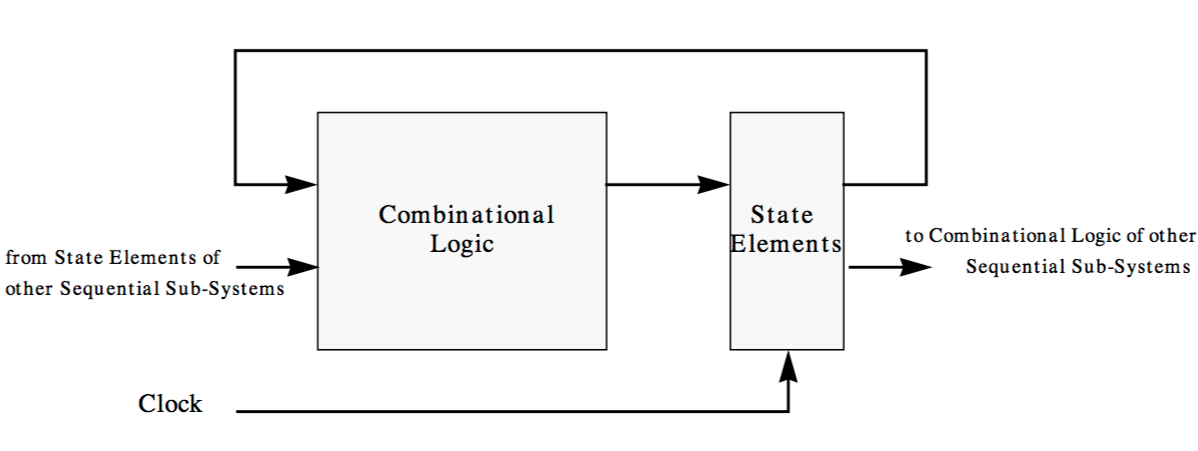 Combinational
Logic
State
Elements
from State Elements of
other Sequential Sub-Systems
to Combinational Logic of other
Sequential Sub-Systems
Clock